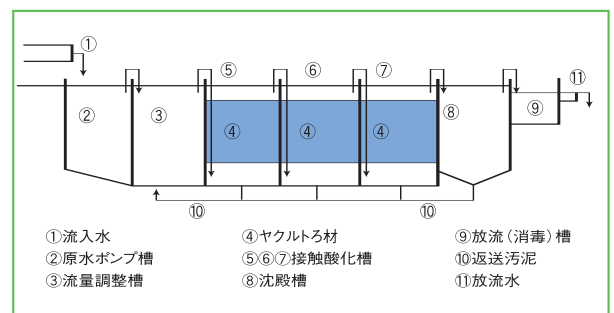 ①
⑤ ⑥ ⑦ ⑪
② ③ ④ ④ ④ ⑧ ⑨
⑩ ⑩
①流入水 ④ヤクルトろ材 ⑨放流(消毒)槽
②原水ポンプ槽 ⑤⑥⑦接触酸化槽 ⑩返送汚泥
③流量調整槽 ⑧沈殿槽 ⑪放流水